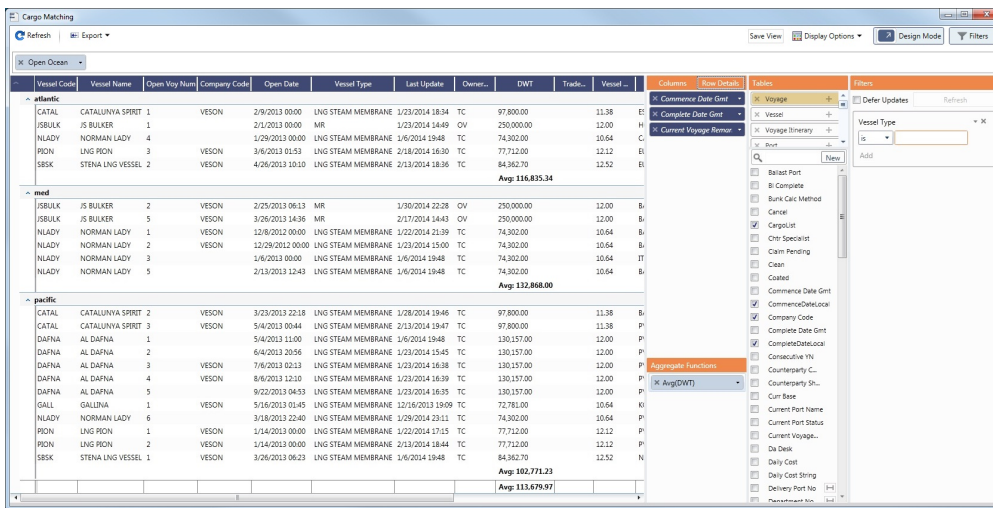 Cargo Matching
Refresh Export Save View Display Options Design Mode Filters
Open Ocean
Vessel Code Vessel Name Open Voy Num Company Code Open Date Vessel Type Last Update Owner... DWT Trade... Vessel ...
atlantic
CATAL CATALUNYA SPIRIT 1 VESON 2/9/2013 00:00 LNG STEAM MEMBRANE 1/23/2014 18:34 TC 97,800.00 11.38
JSBULK JS BULKER 1 2/1/2013 00:00 MR 1/23/2014 14:49 OV 250,000.00 12.00
NLADY NORMAN LADY 4 1/29/2013 00:00 LNG STEAM MEMBRANE 1/6/2014 19:48 TC 74,302.00 10.64
PION LNG PION 3 VESON 3/6/2013 01:53 LNG STEAM MEMBRANE 2/18/2014 16:30 TC 77,712.00 12.12
SBSK STENA LNG VESSEL 2 VESON 4/26/2013 10:10 LNG STEAM MEMBRANE 2/13/2014 18:36 TC 84,362.70 12.52
Avg: 116,835.34
med
JSBULK JS BULKER 2 VESON 2/25/2013 06:13 MR 1/30/2014 22:28 OV 250,000.00 12.00
JSBULK JS BULKER 5 VESON 3/26/2013 14:36 MR 2/17/2014 14:43 OV 250,000.00 12.00
NLADY NORMAN LADY 1 VESON 12/8/2012 00:00 LNG STEAM MEMBRANE 1/22/2014 21:39 TC 74,302.00 10.64
NLADY NORMAN LADY 2 VESON 12/29/2012 00:00 LNG STEAM MEMBRANE 1/23/2014 15:00 TC 74,302.00 10.64
NLADY NORMAN LADY 3 1/6/2013 00:00 LNG STEAM MEMBRANE 1/6/2014 19:48 TC 74,302.00 10.64
NLADY NORMAN LADY 5 2/13/2013 12:43 LNG STEAM MEMBRANE 1/6/2014 19:48 TC 74,302.00 10.64
Avg: 132,868.00
pacific
CATAL CATALUNYA SPIRIT 2 VESON 3/23/2013 22:18 LNG STEAM MEMBRANE 1/28/2014 19:46 TC 97,800.00 11.38
CATAL CATALUNYA SPIRIT 3 VESON 5/4/2013 00:44 LNG STEAM MEMBRANE 2/13/2014 19:47 TC 97,800.00 11.38
DAFNA AL DAFNA 1 5/4/2013 11:00 LNG STEAM MEMBRANE 1/6/2014 19:48 TC 130,157.00 12.00
DAFNA AL DAFNA 2 6/4/2013 20:56 LNG STEAM MEMBRANE 1/23/2014 15:45 TC 130,157.00 12.00
DAFNA AL DAFNA 3 VESON 7/6/2013 02:13 LNG STEAM MEMBRANE 1/23/2014 16:38 TC 130,157.00 12.00
DAFNA AL DAFNA 4 VESON 8/6/2013 12:10 LNG STEAM MEMBRANE 1/23/2014 16:39 TC 130,157.00 12.00
DAFNA AL DAFNA 5 9/22/2013 04:53 LNG STEAM MEMBRANE 1/23/2014 16:35 TC 130,157.00 12.00
GALL GALLINA 1 VESON 5/16/2013 01:45 LNG STEAM MEMBRANE 12/16/2013 19:09 TC 72,781.00 10.64
NLADY NORMAN LADY 6 3/18/2013 22:40 LNG STEAM MEMBRANE 1/29/2014 23:11 TC 74,302.00 10.64
PION LNG PION 1 VESON 1/14/2013 00:00 LNG STEAM MEMBRANE 1/22/2014 17:15 TC 77,712.00 12.12
PION LNG PION 2 VESON 1/14/2013 00:00 LNG STEAM MEMBRANE 2/13/2014 18:44 TC 77,712.00 12.12
SBSK STENA LNG VESSEL 1 VESON 3/26/2013 06:23 LNG STEAM MEMBRANE 1/6/2014 19:48 TC 84,362.70 12.52
Avg: 102,771.23
Avg: 113,679.97
Columns Row Details
Commence Date Gmt
Complete Date Gmt
Current Voyage Remar
Aggregate Functions
Avg(DWT)
Tables
Voyage
Vessel
Voyage Itinerary
Port
New
Ballast Port
Bl Complete
Bunk Calc Method
Cancel
CargoList
Chtr Specialist
Claim Pending
Clean
Coated
Commence Date Gmt
CommenceDateLocal
Company Code
Complete Date Gmt
CompleteDateLocal
Consecutive YN
Counterparty C...
Counterparty Sh...
Curr Base
Current Port Name
Current Port Status
Current Voyage...
Da Desk
Daily Cost
Daily Cost String
Delivery Port No
Department No
Filters
Defer Updates Refresh
Vessel Type
is
Add